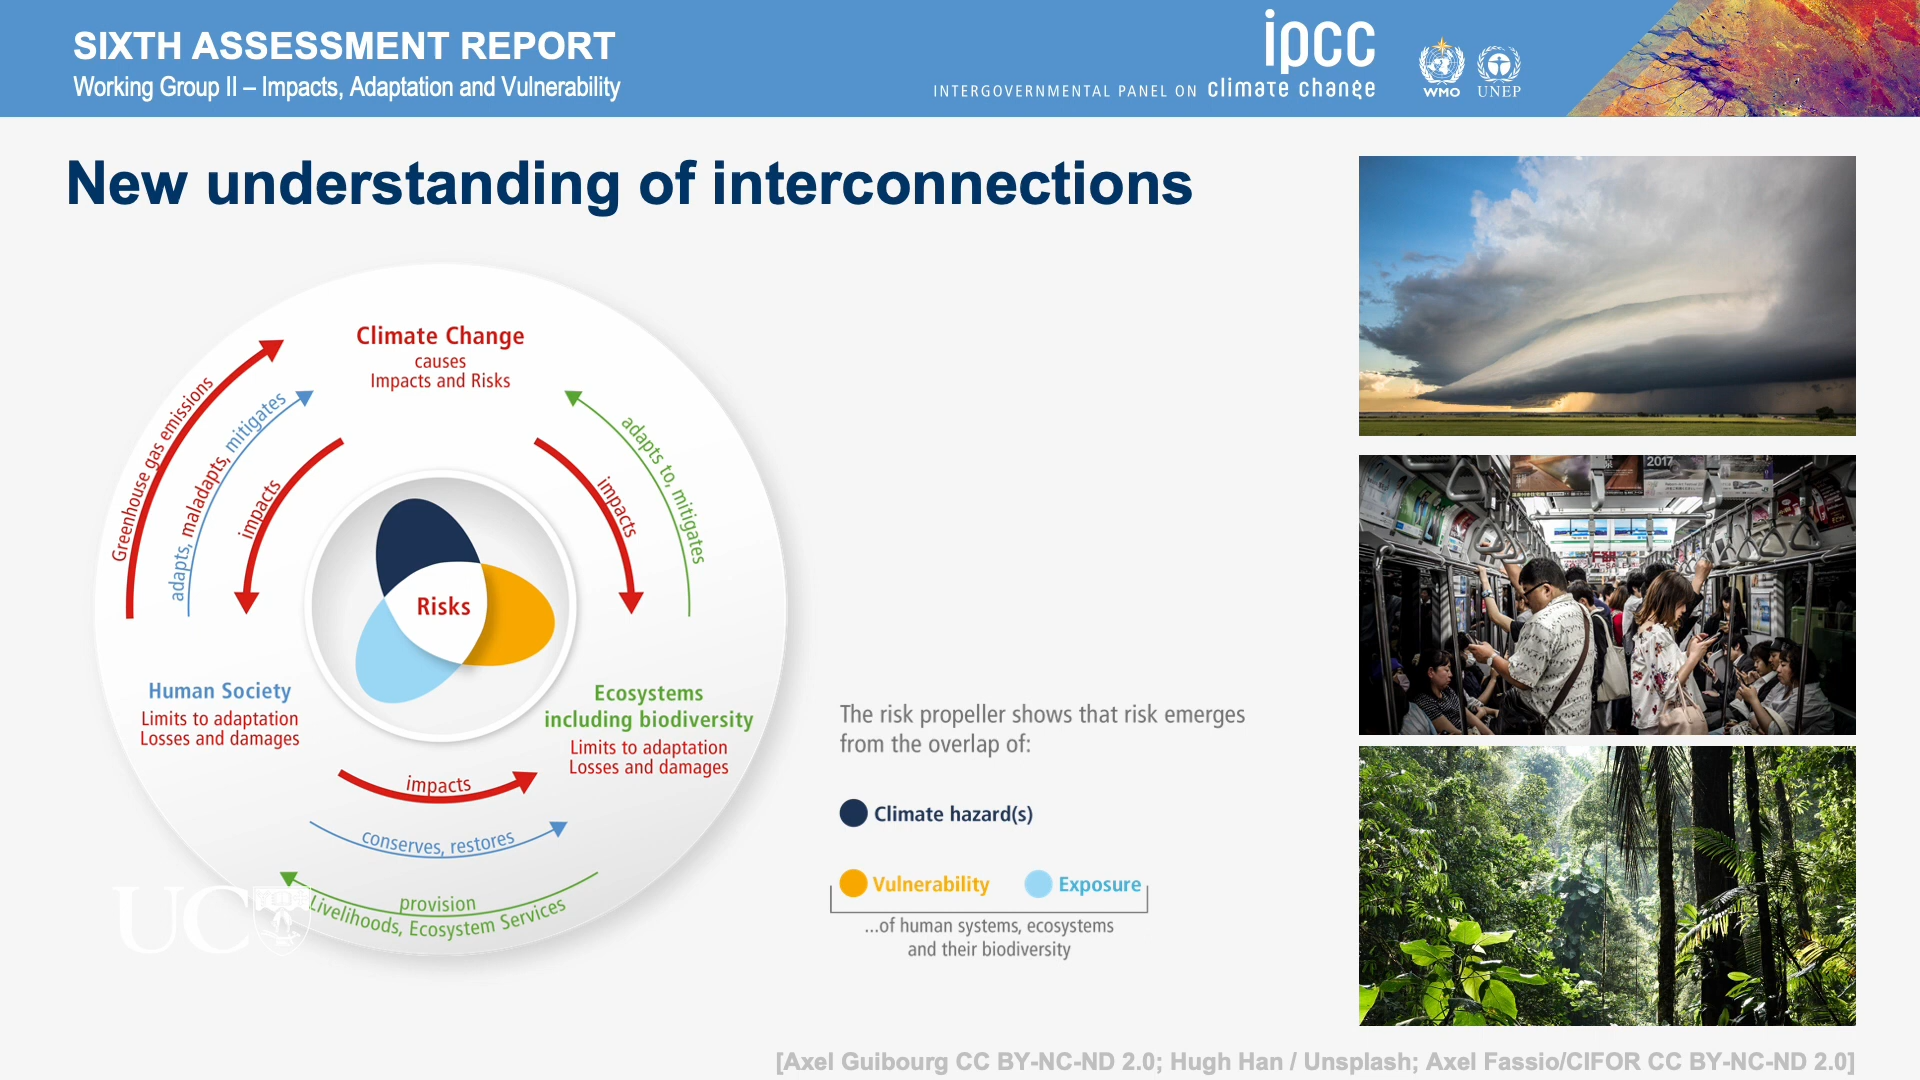 SIXTH ASSESSMENT REPORT
Working Group II – Impacts, Adaptation and Vulnerability
ipcc
INTERGOVERNMENTAL PANEL ON climate change
WMO
UNEP
New understanding of interconnections
Climate Change
causes
Impacts and Risks
Greenhouse gas emissions
adapts, maladapts, mitigates
impacts
impacts
adapts to, mitigates
Risks
Human Society
Limits to adaptation
Losses and damages
Ecosystems
including biodiversity
Limits to adaptation
Losses and damages
impacts
conserves, restores
provision
Livelihoods, Ecosystem Services
UC
The risk propeller shows that risk emerges
from the overlap of:
Climate hazard(s)
Vulnerability
Exposure
...of human systems, ecosystems
and their biodiversity
2017
[Axel Guibourg CC BY-NC-ND 2.0; Hugh Han / Unsplash; Axel Fassio/CIFOR CC BY-NC-ND 2.0]